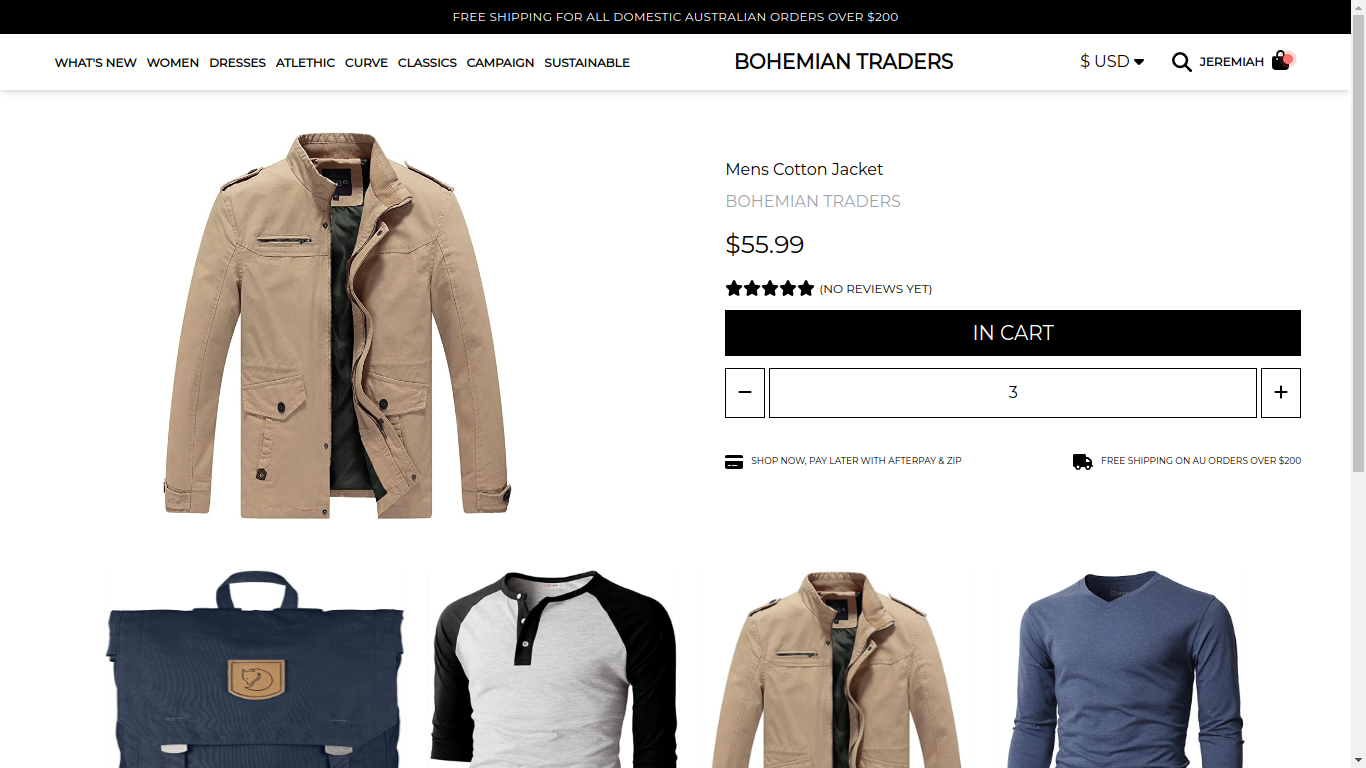 FREE SHIPPING FOR ALL DOMESTIC AUSTRALIAN ORDERS OVER $200
WHAT'S NEW WOMEN DRESSES ATLETHIC CURVE CLASSICS CAMPAIGN SUSTAINABLE BOHEMIAN TRADERS $ USD JEREMIAH
Mens Cotton Jacket
BOHEMIAN TRADERS
$55.99
(NO REVIEWS YET)
IN CART
3
SHOP NOW, PAY LATER WITH AFTERPAY & ZIP FREE SHIPPING ON AU ORDERS OVER $200